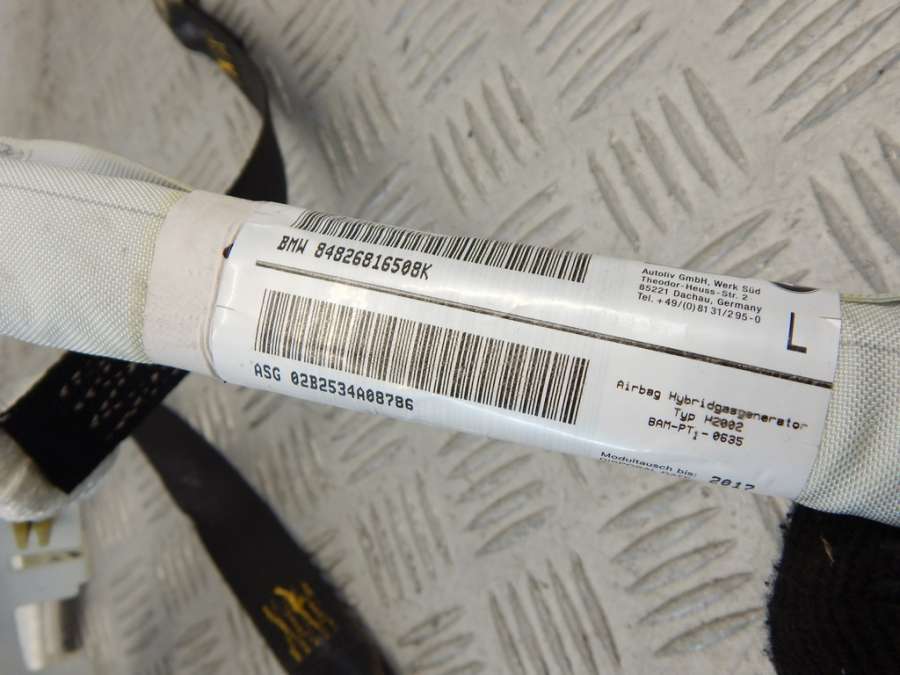 BMW 84826816508K
ASG 02B2534A08786
Autoliv GmbH, Werk Süd
Theodor-Heuss-Str. 2
85221 Dachau, Germany
Tel. +49/(0)8131/295-0
L
Airbag Hybridgasgenerator
Typ H2002
BAM-PT1-0635
Modultausch bis: 2017